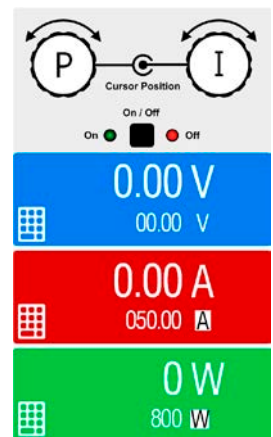 P I
Cursor Position
On / Off
On Off
0.00 V
00.00 V
0.00 A
050.00 A
0 W
800 W